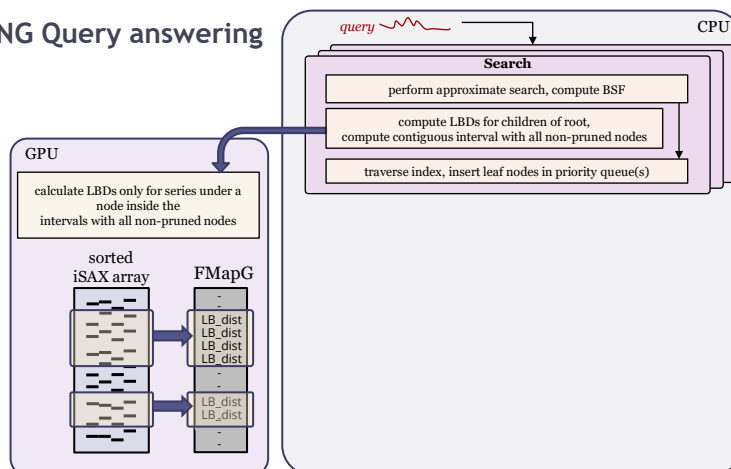 NG Query answering
query
CPU
Search
perform approximate search, compute BSF
compute LBDs for children of root,
compute contiguous interval with all non-pruned nodes
traverse index, insert leaf nodes in priority queue(s)
GPU
calculate LBDs only for series under a
node inside the
intervals with all non-pruned nodes
sorted
iSAX array
FMapG
-
-
LB_dist
LB_dist
LB_dist
LB_dist
-
-
LB_dist
LB_dist
-
-